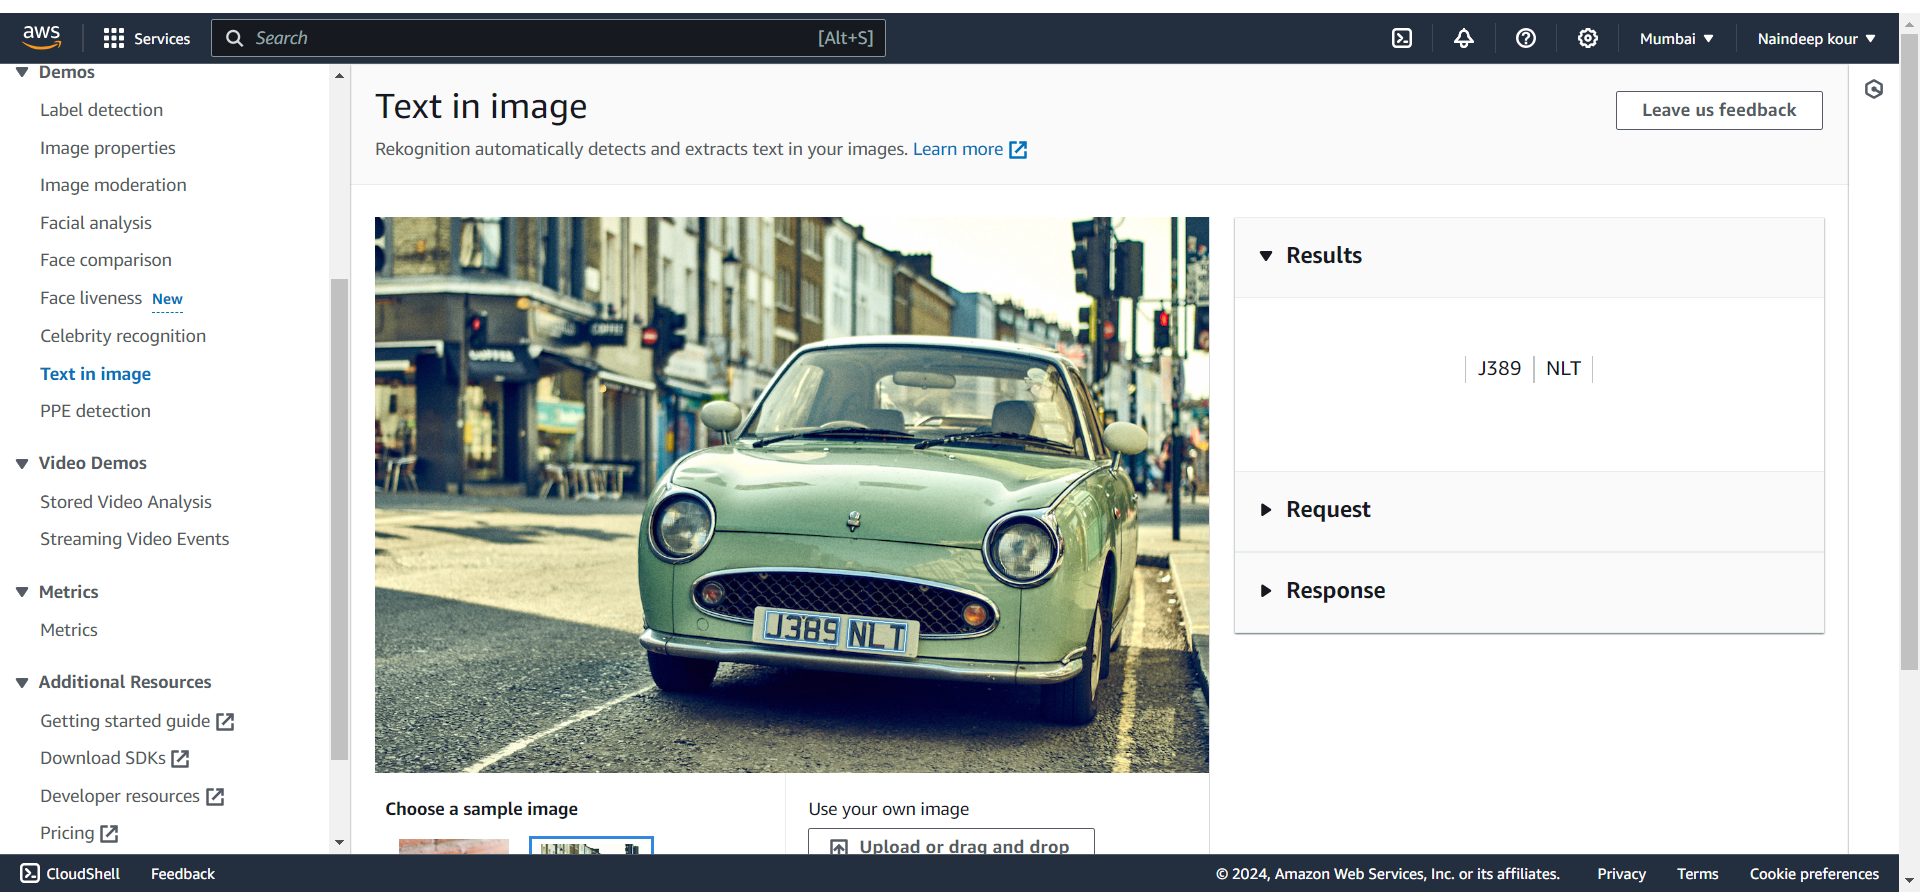 aws
Services
Search
[Alt+S]
Mumbai
Naindeep kour
Demos
Label detection
Image properties
Image moderation
Facial analysis
Face comparison
Face liveness New
Celebrity recognition
Text in image
PPE detection
Video Demos
Stored Video Analysis
Streaming Video Events
Metrics
Metrics
Additional Resources
Getting started guide
Download SDKs
Developer resources
Pricing
Text in image
Rekognition automatically detects and extracts text in your images. Learn more
Leave us feedback
COFFEE
COFFEE
J389 NLT
Choose a sample image
Use your own image
Upload or drag and drop
Results
J389 | NLT
Request
Response
CloudShell
Feedback
© 2024, Amazon Web Services, Inc. or its affiliates.
Privacy
Terms
Cookie preferences